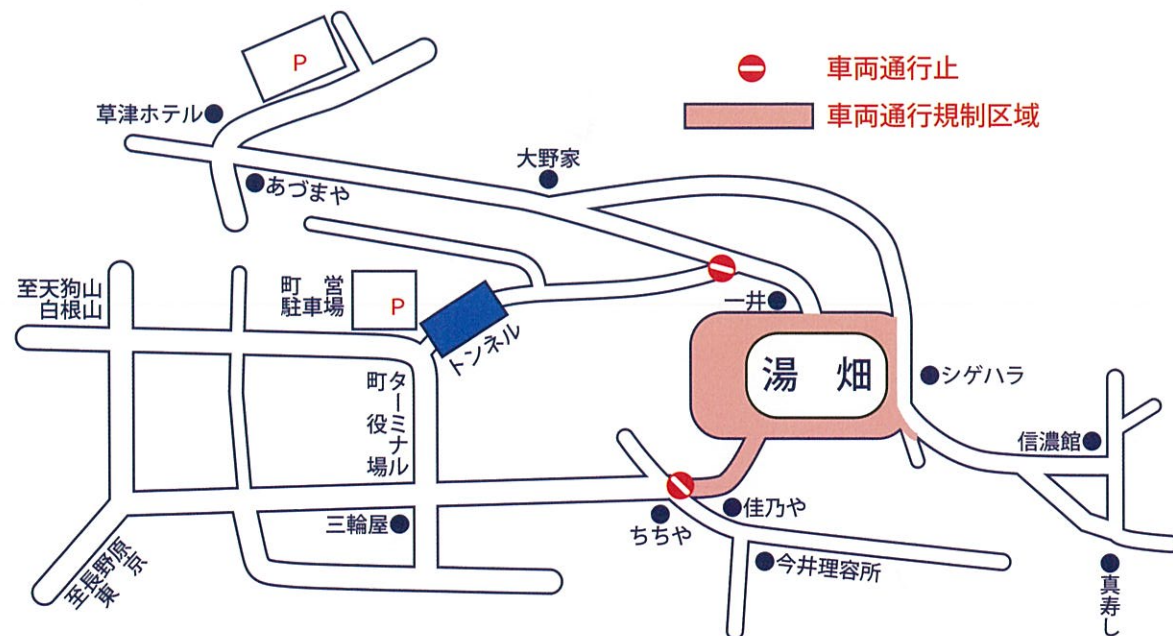 P
車両通行止
車両通行規制区域
草津ホテル
大野家
あづまや
至天狗山
白根山
町 営
駐車場
P
トンネル
一井
湯 畑
シゲハラ
ターミナル
町役場
信濃館
三輪屋
ちちや
佳乃や
今井理容所
至長野原
東京
真寿し